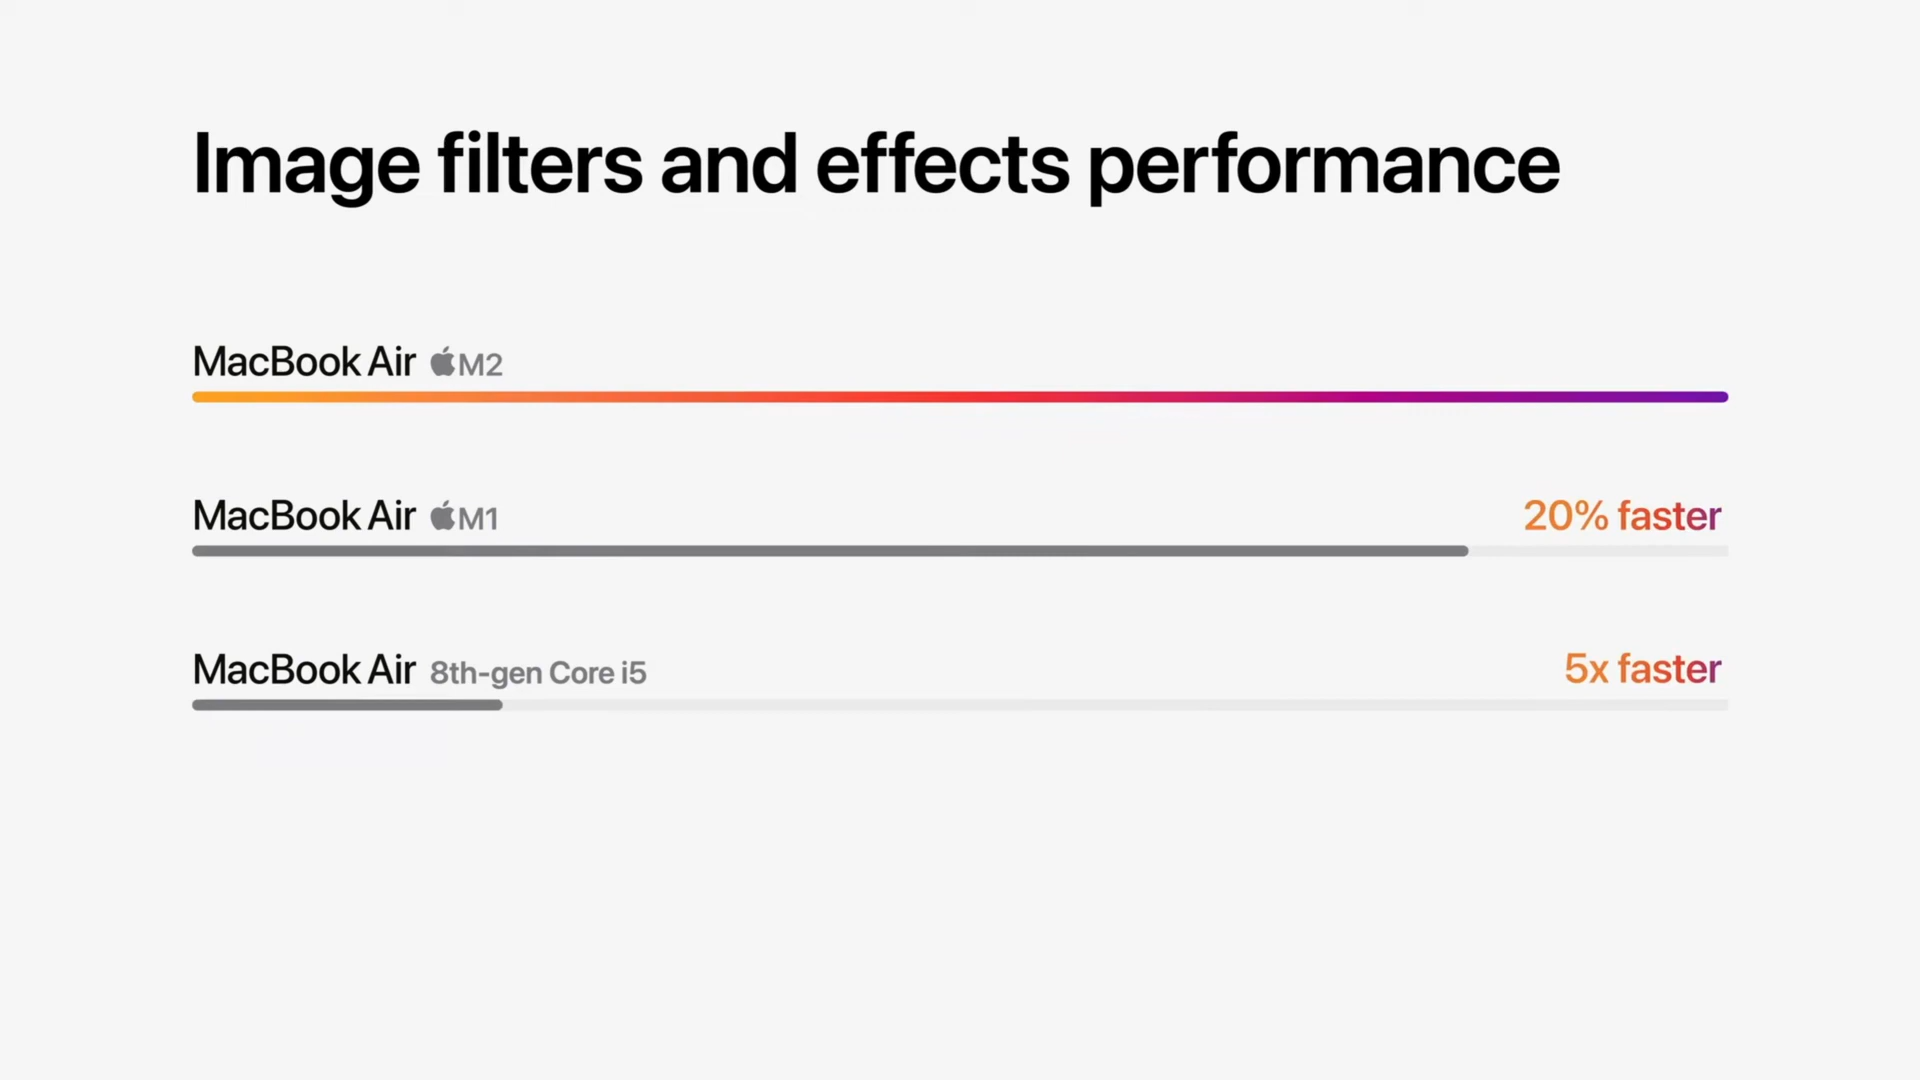 Image filters and effects performance
MacBook Air M2
MacBook Air M1
20% faster
MacBook Air 8th-gen Core i5
5x faster